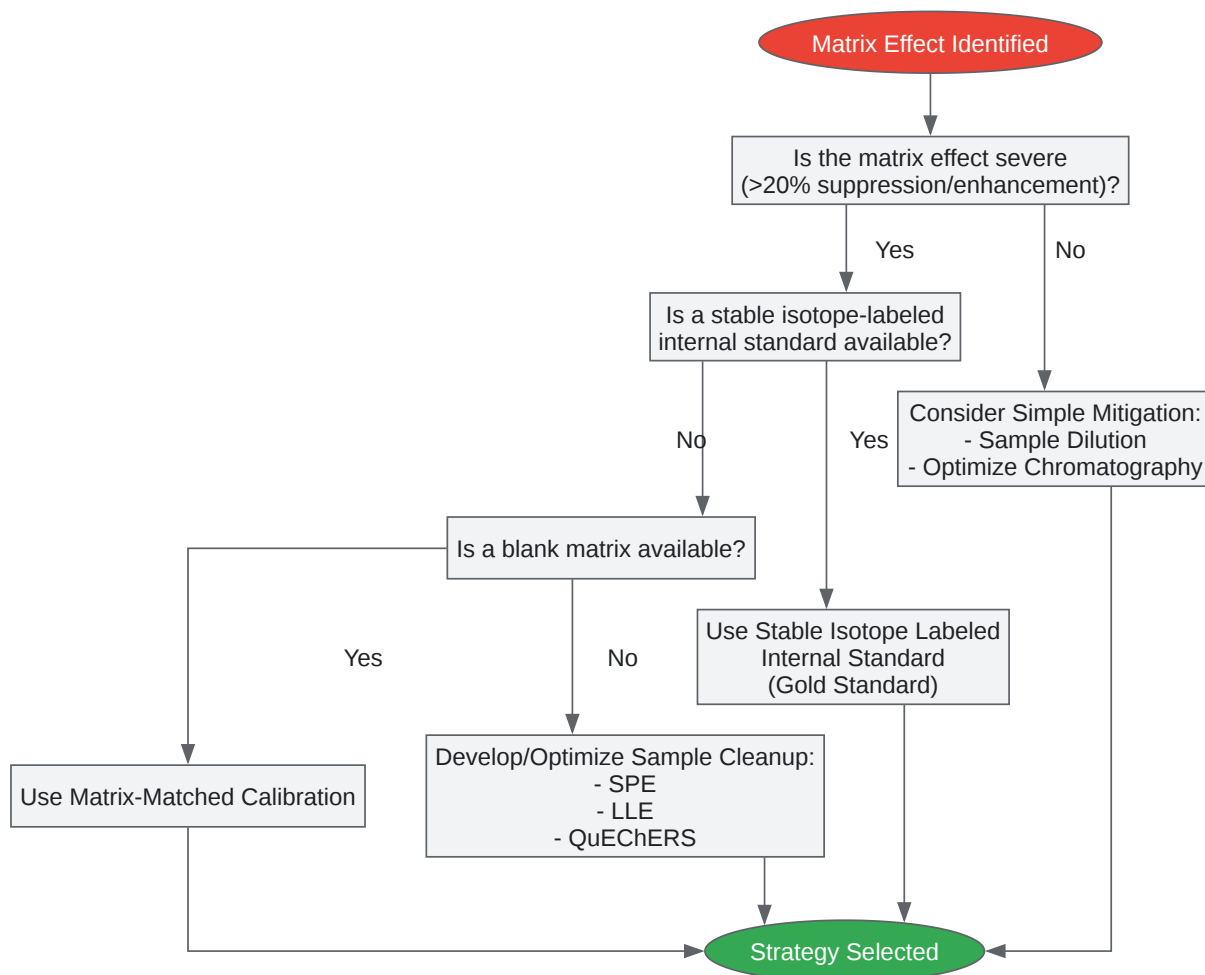 Matrix Effect Identified
Is the matrix effect severe
(>20% suppression/enhancement)?
Yes
No
Is a stable isotope-labeled
internal standard available?
Consider Simple Mitigation:
- Sample Dilution
- Optimize Chromatography
No
Yes
Is a blank matrix available?
Use Stable Isotope Labeled
Internal Standard
(Gold Standard)
Yes
No
Develop/Optimize Sample Cleanup:
- SPE
- LLE
- QuEChERS
Use Matrix-Matched Calibration
Strategy Selected